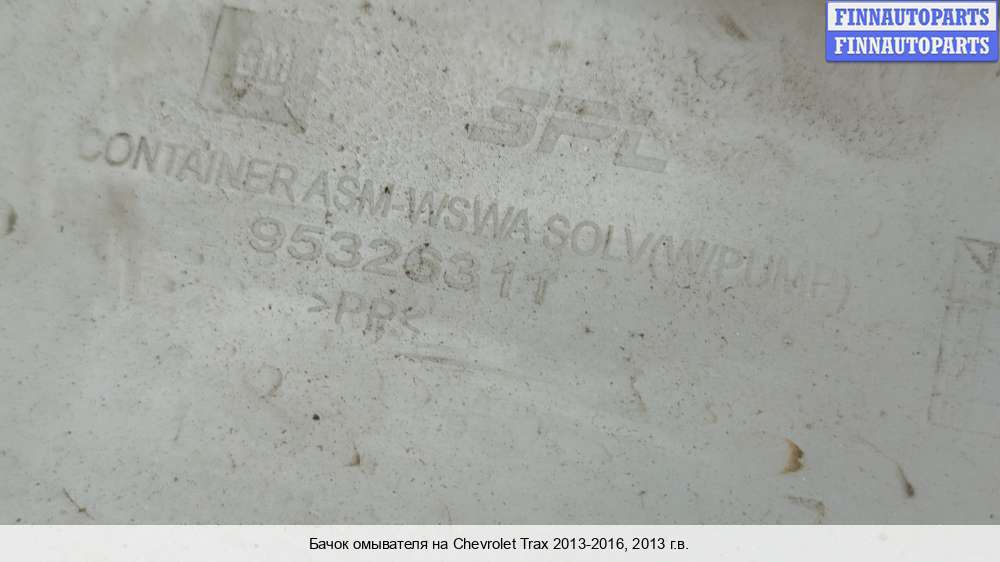 FINNAUTOPARTS
FINNAUTOPARTS
GM
SPL
CONTAINER ASM-WSWA SOLV(W/PUMP)
95326311
>PP<
Бачок омывателя на Chevrolet Trax 2013-2016, 2013 г.в.